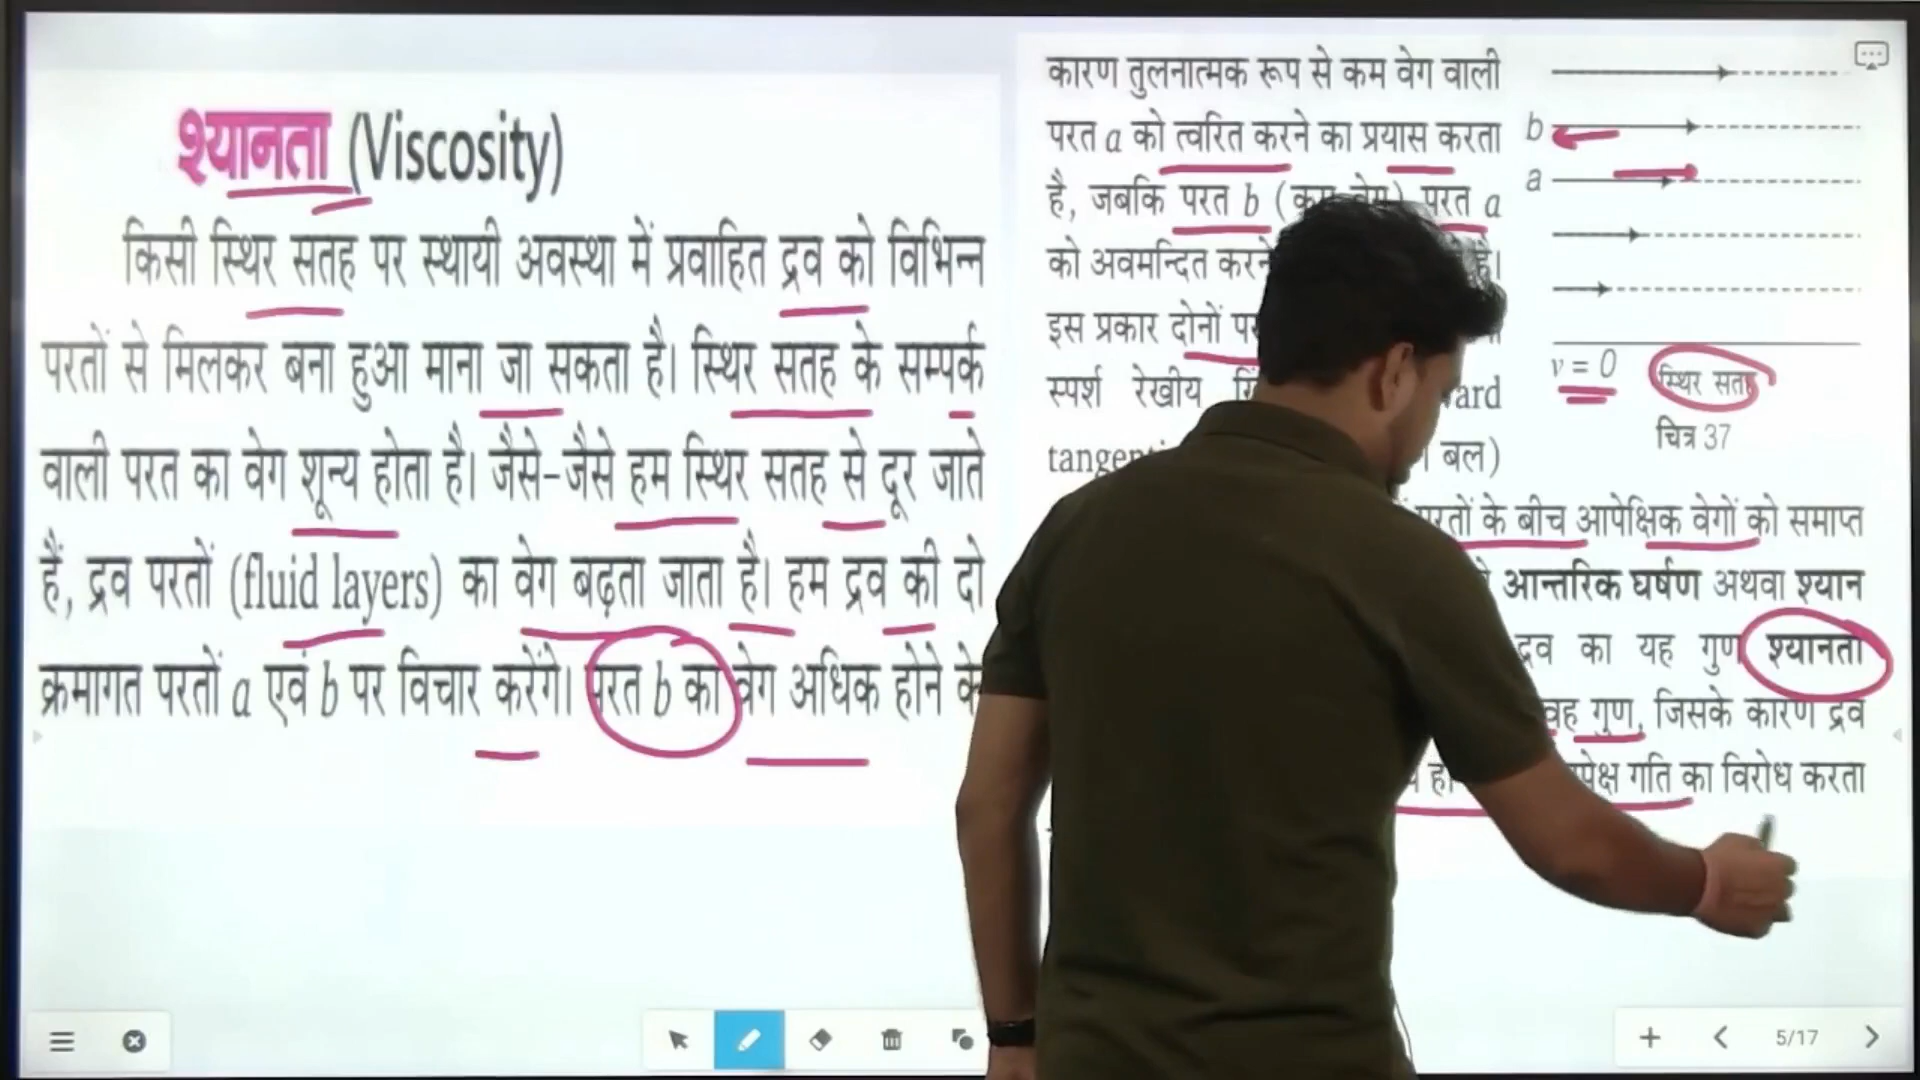 श्यानता (Viscosity)
किसी स्थिर सतह पर स्थायी अवस्था में प्रवाहित द्रव को विभिन्न
परतों से मिलकर बना हुआ माना जा सकता है। स्थिर सतह के सम्पर्क
वाली परत का वेग शून्य होता है। जैसे-जैसे हम स्थिर सतह से दूर जाते
हैं, द्रव परतों (fluid layers) का वेग बढ़ता जाता है। हम द्रव की दो
क्रमागत परतों a एवं b पर विचार करेंगे। परत b का वेग अधिक होने के
कारण तुलनात्मक रूप से कम वेग वाली
परत a को त्वरित करने का प्रयास करता
है, जबकि परत b (कम वेग) परत a
को अवमन्दित करने है।
इस प्रकार दोनों
स्पर्श रेखीय
बल)
b
a
v = 0 स्थिर सतह
चित्र 37
परतों के बीच आपेक्षिक वेगों को समाप्त
आन्तरिक घर्षण अथवा श्यान
द्रव का यह गुण श्यानता
वह गुण, जिसके कारण द्रव
गति का विरोध करता
5/17